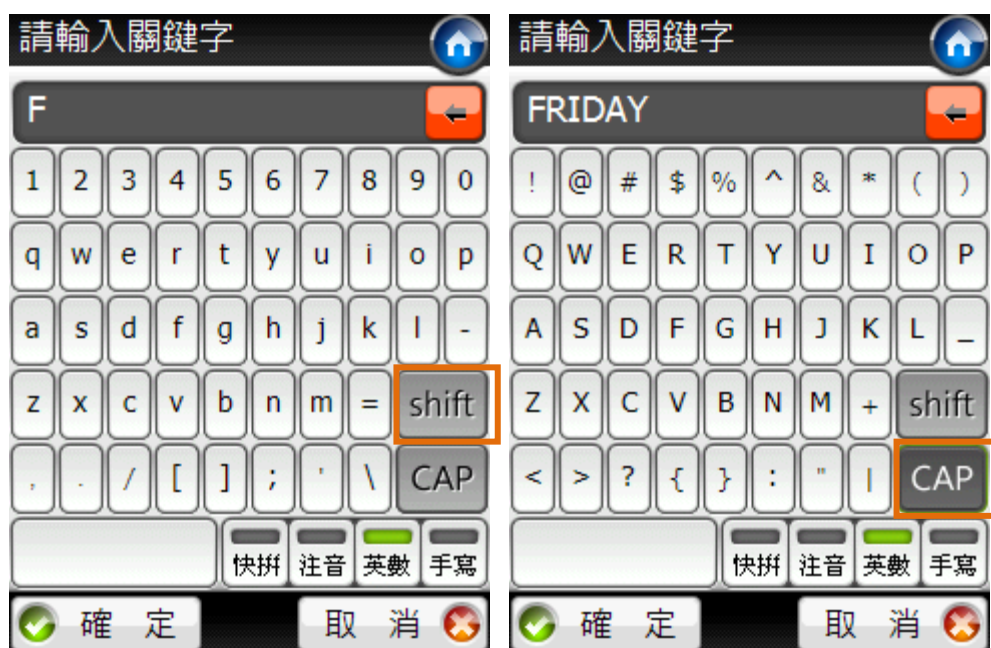 請輸入關鍵字
F
1 2 3 4 5 6 7 8 9 0
q w e r t y u i o p
a s d f g h j k l -
z x c v b n m = shift
, . / [ ] ; ' \ CAP
快拼 注音 英數 手寫
確 定 取 消
請輸入關鍵字
FRIDAY
! @ # $ % ^ & * ( )
Q W E R T Y U I O P
A S D F G H J K L _
Z X C V B N M + shift
< > ? { } : " | CAP
快拼 注音 英數 手寫
確 定 取 消